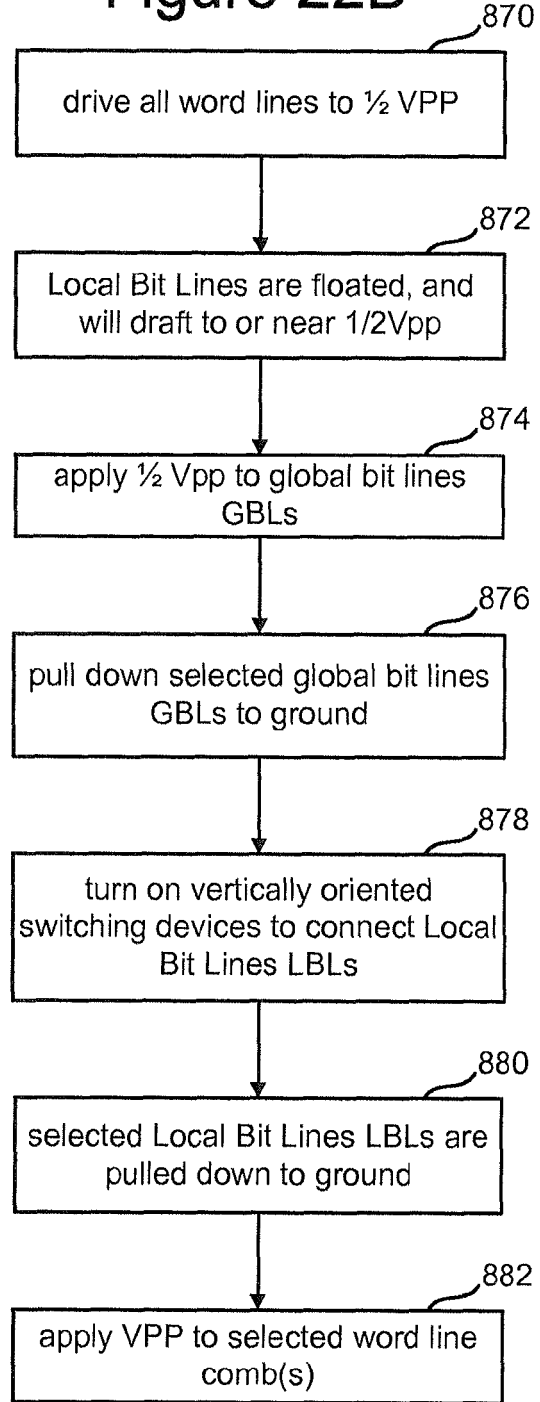 Figure 22B
870
drive all word lines to ½ VPP
872
Local Bit Lines are floated, and
will draft to or near 1/2Vpp
874
apply ½ Vpp to global bit lines
GBLs
876
pull down selected global bit lines
GBLs to ground
878
turn on vertically oriented
switching devices to connect Local
Bit Lines LBLs
880
selected Local Bit Lines LBLs are
pulled down to ground
882
apply VPP to selected word line
comb(s)